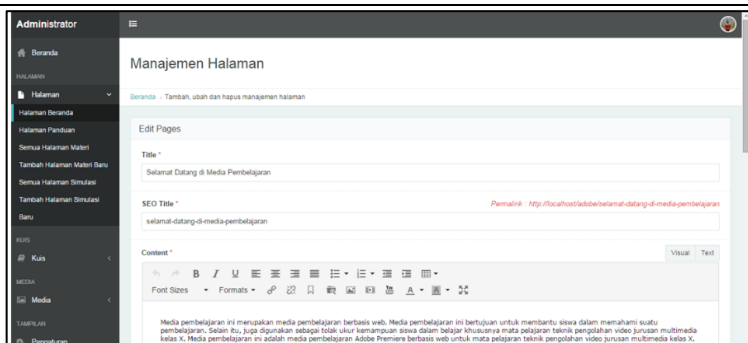 Administrator
Beranda
HALAMAN
Halaman
Halaman Beranda
Halaman Panduan
Semua Halaman Materi
Tambah Halaman Materi Baru
Semua Halaman Simulasi
Tambah Halaman Simulasi
Baru
KUIS
Kuis
MEDIA
Media
TAMPILAN
Pengaturan
Manajemen Halaman
Beranda › Tambah, ubah dan hapus manajemen halaman
Edit Pages
Title *
Selamat Datang di Media Pembelajaran
SEO Title *
Permalink : http://localhost/adobe/selamat-datang-di-media-pembelajaran
selamat-datang-di-media-pembelajaran
Content *
Visual Text
B I U
Font Sizes Formats A A
Media pembelajaran ini merupakan media pembelajaran berbasis web. Media pembelajaran ini bertujuan untuk membantu siswa dalam memahami suatu
pembelajaran. Selain itu, juga digunakan sebagai tolak ukur kemampuan siswa dalam belajar khususnya mata pelajaran teknik pengolahan video jurusan multimedia
kelas X. Media pembelajaran ini adalah media pembelajaran Adobe Premiere berbasis web untuk mata pelajaran teknik pengolahan video jurusan multimedia kelas X.